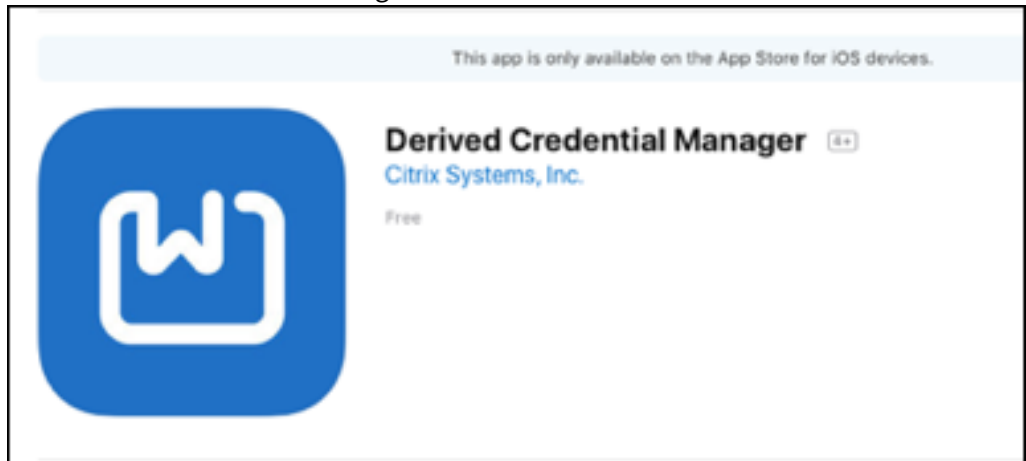 This app is only available on the App Store for iOS devices.
Derived Credential Manager 4+
Citrix Systems, Inc.
Free